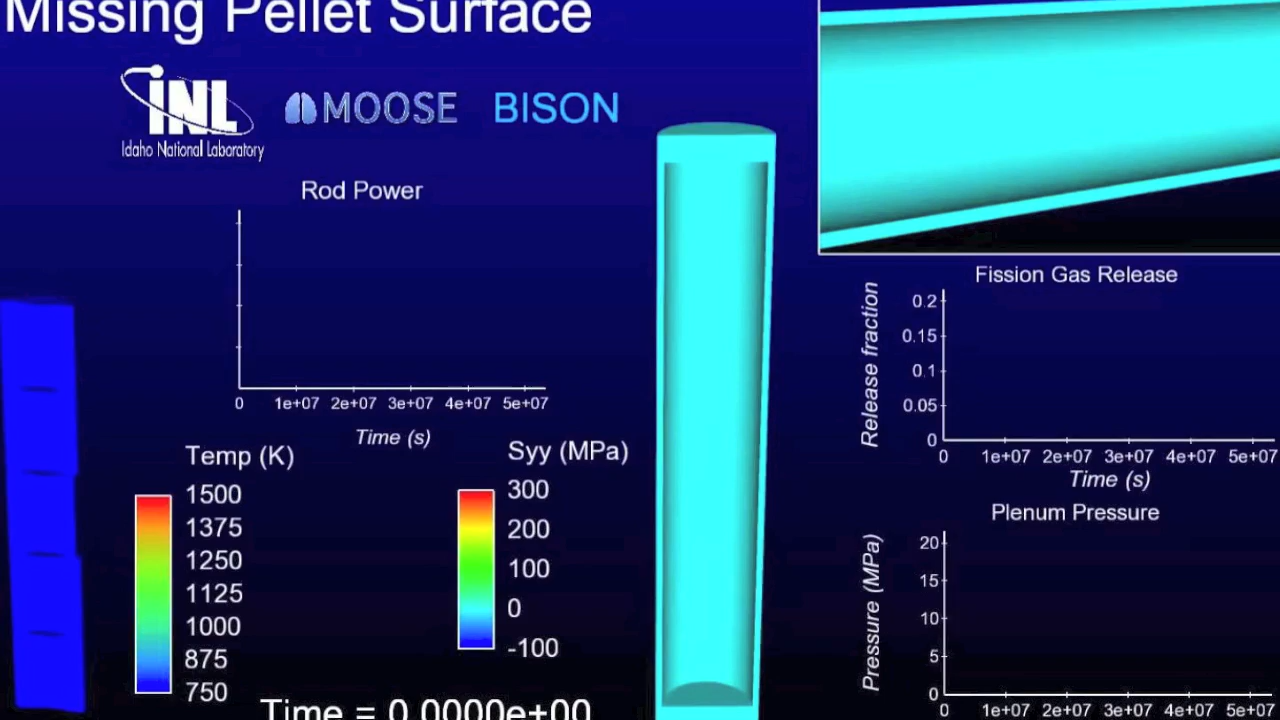 Missing Pellet Surface
INL
Idaho National Laboratory
MOOSE
BISON
Rod Power
0 1e+07 2e+07 3e+07 4e+07 5e+07
Time (s)
Temp (K)
1500
1375
1250
1125
1000
875
750
Syy (MPa)
300
200
100
0
-100
Time = 0.0000e+00
Fission Gas Release
Release fraction
0.2
0.15
0.1
0.05
0
0 1e+07 2e+07 3e+07 4e+07 5e+07
Time (s)
Plenum Pressure
Pressure (MPa)
20
15
10
5
0
0 1e+07 2e+07 3e+07 4e+07 5e+07